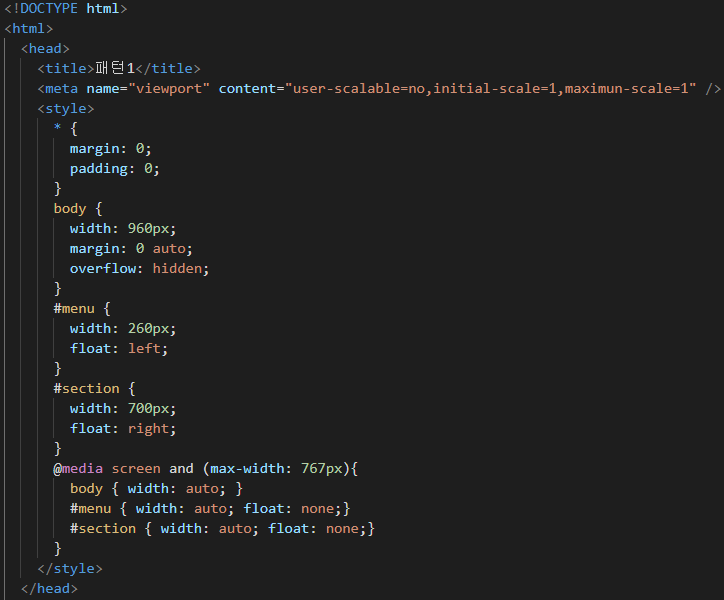 <!DOCTYPE html>
<html>
<head>
<title>패턴1</title>
<meta name="viewport" content="user-scalable=no,initial-scale=1,maximun-scale=1" />
<style>
* {
margin: 0;
padding: 0;
}
body {
width: 960px;
margin: 0 auto;
overflow: hidden;
}
#menu {
width: 260px;
float: left;
}
#section {
width: 700px;
float: right;
}
@media screen and (max-width: 767px){
body { width: auto; }
#menu { width: auto; float: none;}
#section { width: auto; float: none;}
}
</style>
</head>